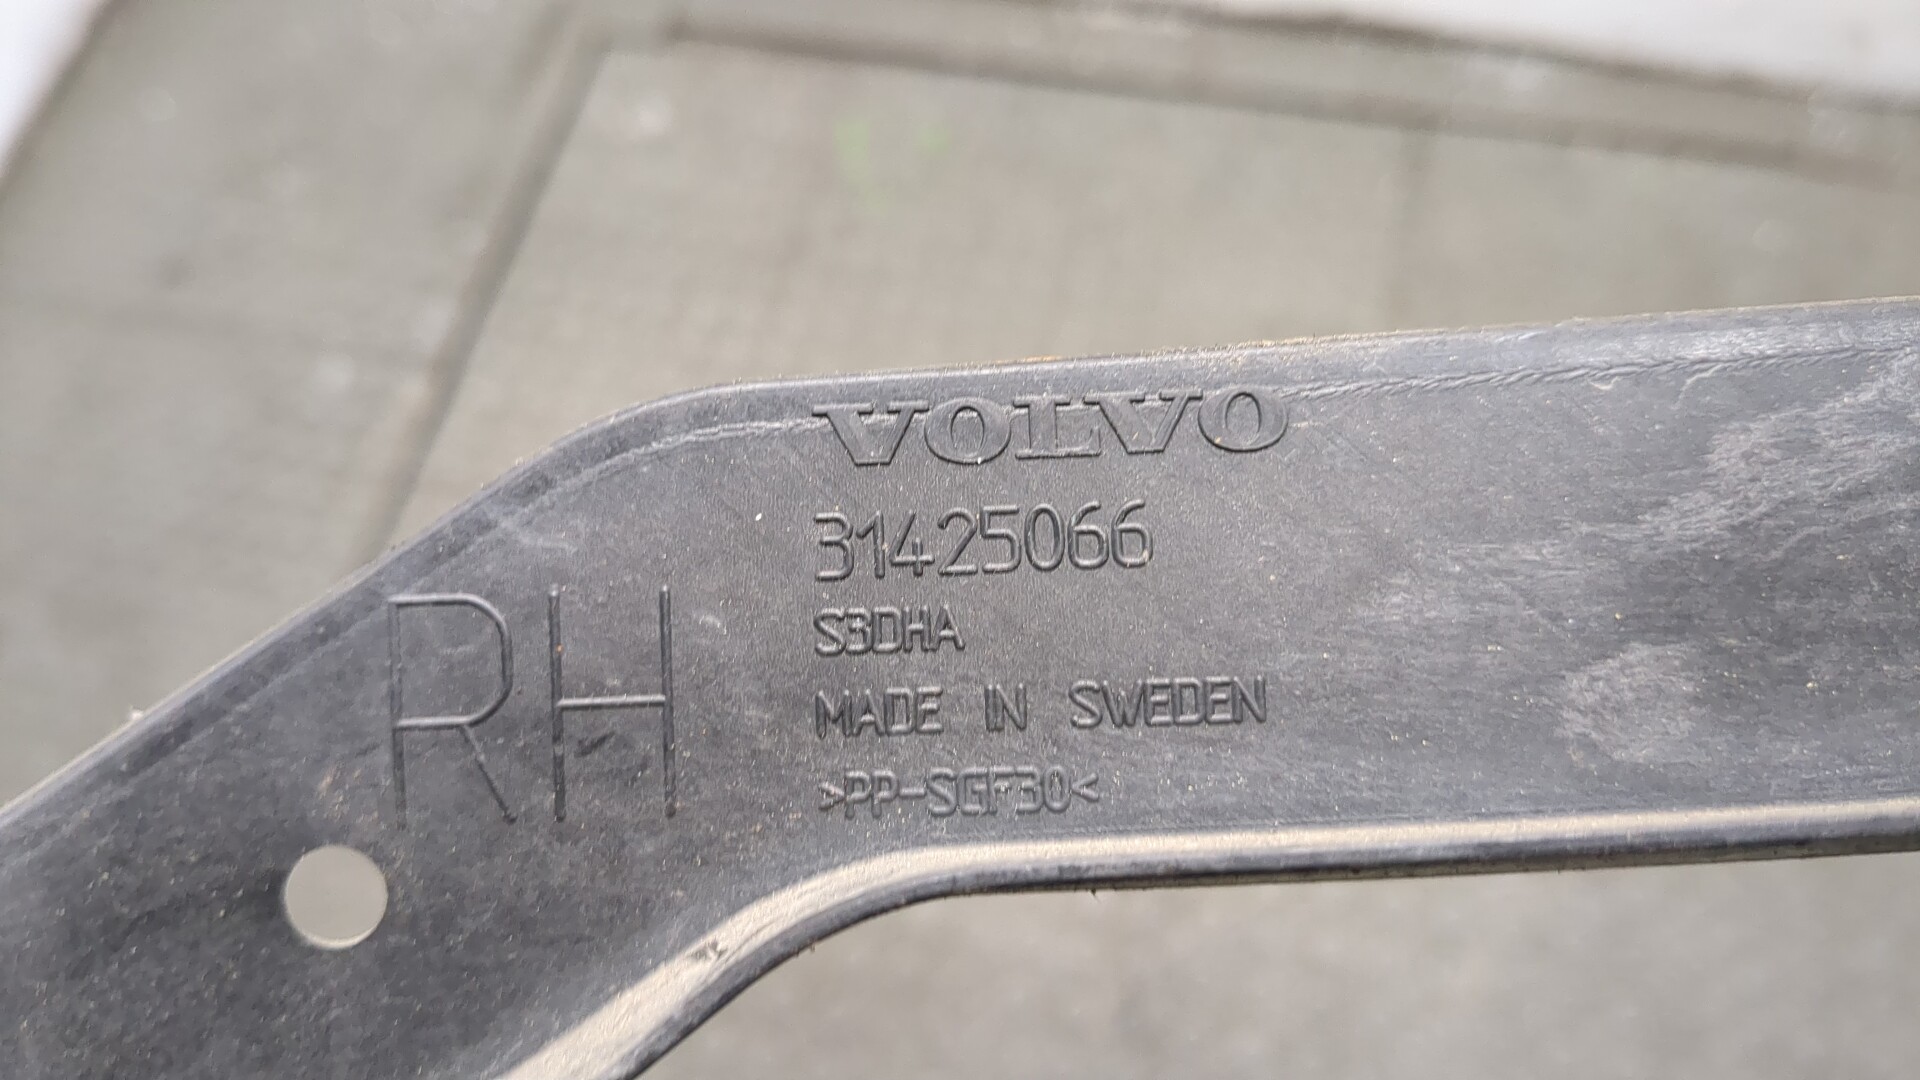 VOLVO
31425066
RH
S3DHA
MADE IN SWEDEN
>PP-SGF30<